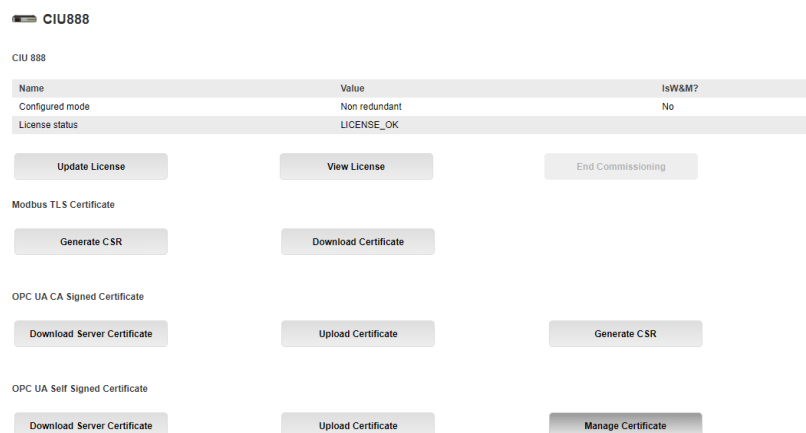 CIU888
CIU 888
Name Value IsW&M?
Configured mode Non redundant No
License status LICENSE_OK
Update License View License End Commissioning
Modbus TLS Certificate
Generate CSR Download Certificate
OPC UA CA Signed Certificate
Download Server Certificate Upload Certificate Generate CSR
OPC UA Self Signed Certificate
Download Server Certificate Upload Certificate Manage Certificate